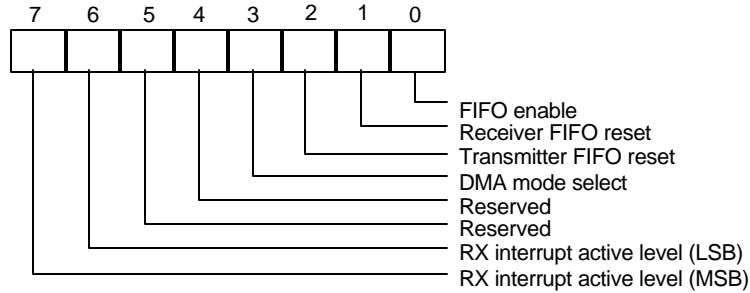 7 6 5 4 3 2 1 0
FIFO enable
Receiver FIFO reset
Transmitter FIFO reset
DMA mode select
Reserved
Reserved
RX interrupt active level (LSB)
RX interrupt active level (MSB)